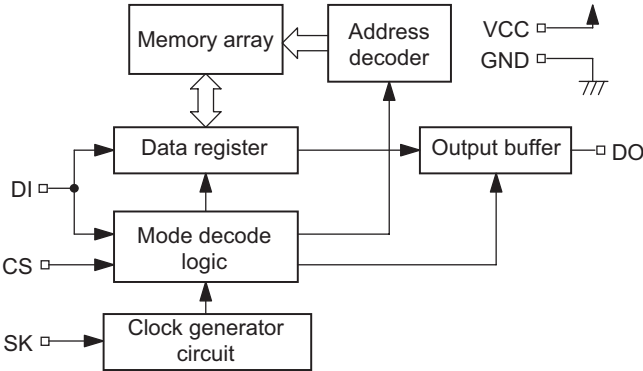 Memory array
Address
decoder
VCC
GND
Data register
Output buffer
DO
DI
Mode decode
logic
CS
Clock generator
circuit
SK